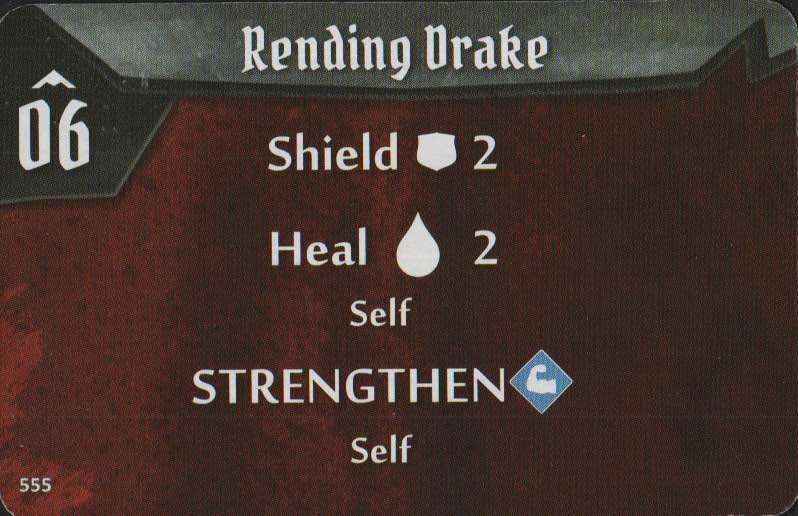 Rending Drake
06
Shield 2
Heal 2
Self
STRENGTHEN
Self
555